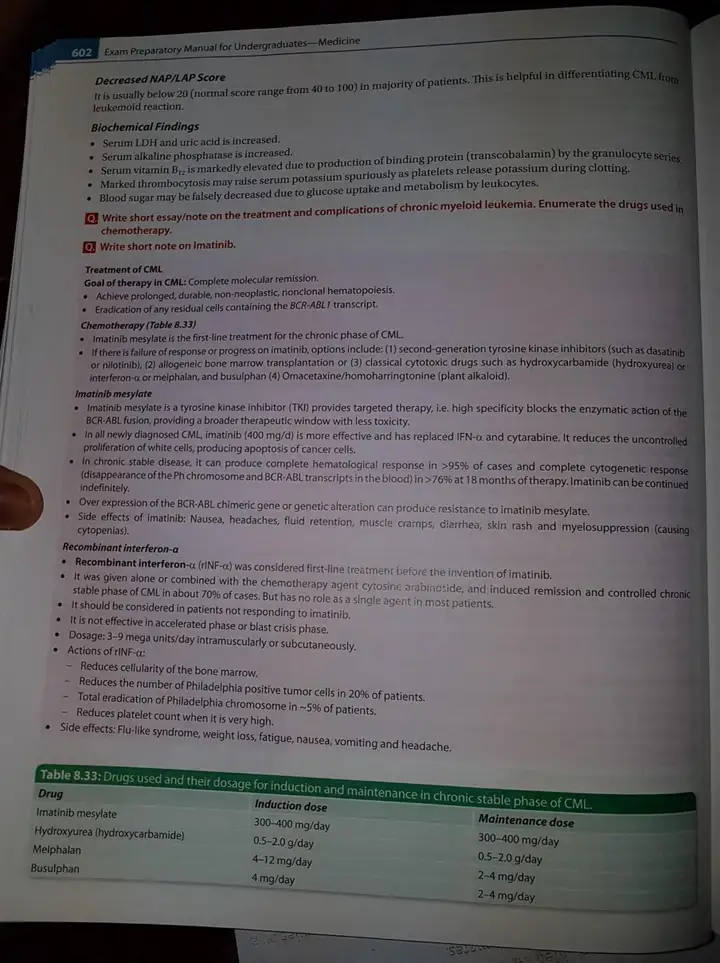 602 Exam Preparatory Manual for Undergraduates—Medicine
Decreased NAP/LAP Score
It is usually below 20 (normal score range from 40 to 100) in majority of patients. This is helpful in differentiating CML from
leukemoid reaction.
Biochemical Findings
• Serum LDH and uric acid is increased.
• Serum alkaline phosphatase is increased.
• Serum vitamin B12 is markedly elevated due to production of binding protein (transcobalamin) by the granulocyte series.
• Marked thrombocytosis may raise serum potassium spuriously as platelets release potassium during clotting.
• Blood sugar may be falsely decreased due to glucose uptake and metabolism by leukocytes.
Q. Write short essay/note on the treatment and complications of chronic myeloid leukemia. Enumerate the drugs used in
chemotherapy.
Q. Write short note on Imatinib.
Treatment of CML
Goal of therapy in CML: Complete molecular remission.
• Achieve prolonged, durable, non-neoplastic, nonclonal hematopoiesis.
• Eradication of any residual cells containing the BCR-ABL1 transcript.
Chemotherapy (Table 8.33)
• Imatinib mesylate is the first-line treatment for the chronic phase of CML.
• If there is failure of response or progress on imatinib, options include: (1) second-generation tyrosine kinase inhibitors (such as dasatinib
or nilotinib), (2) allogeneic bone marrow transplantation or (3) classical cytotoxic drugs such as hydroxycarbamide (hydroxyurea) or
interferon-α or melphalan, and busulphan (4) Omacetaxine/homoharringtonine (plant alkaloid).
Imatinib mesylate
• Imatinib mesylate is a tyrosine kinase inhibitor (TKI) provides targeted therapy, i.e. high specificity blocks the enzymatic action of the
BCR-ABL fusion, providing a broader therapeutic window with less toxicity.
• In all newly diagnosed CML, imatinib (400 mg/d) is more effective and has replaced IFN-α and cytarabine. It reduces the uncontrolled
proliferation of white cells, producing apoptosis of cancer cells.
• In chronic stable disease, it can produce complete hematological response in >95% of cases and complete cytogenetic response
(disappearance of the Ph chromosome and BCR-ABL transcripts in the blood) in >76% at 18 months of therapy. Imatinib can be continued
indefinitely.
• Over expression of the BCR-ABL chimeric gene or genetic alteration can produce resistance to imatinib mesylate.
• Side effects of imatinib: Nausea, headaches, fluid retention, muscle cramps, diarrhea, skin rash and myelosuppression (causing
cytopenias).
Recombinant interferon-α
• Recombinant interferon-α (rINF-α) was considered first-line treatment before the invention of imatinib.
• It was given alone or combined with the chemotherapy agent cytosine arabinoside, and induced remission and controlled chronic
stable phase of CML in about 70% of cases. But has no role as a single agent in most patients.
• It should be considered in patients not responding to imatinib.
• It is not effective in accelerated phase or blast crisis phase.
• Dosage: 3–9 mega units/day intramuscularly or subcutaneously.
• Actions of rINF-α:
– Reduces cellularity of the bone marrow.
– Reduces the number of Philadelphia positive tumor cells in 20% of patients.
– Total eradication of Philadelphia chromosome in ~5% of patients.
– Reduces platelet count when it is very high.
• Side effects: Flu-like syndrome, weight loss, fatigue, nausea, vomiting and headache.
Table 8.33: Drugs used and their dosage for induction and maintenance in chronic stable phase of CML.
Drug Induction dose Maintenance dose
Imatinib mesylate 300–400 mg/day 300–400 mg/day
Hydroxyurea (hydroxycarbamide) 0.5–2.0 g/day 0.5–2.0 g/day
Melphalan 4–12 mg/day 2–4 mg/day
Busulphan 4 mg/day 2–4 mg/day